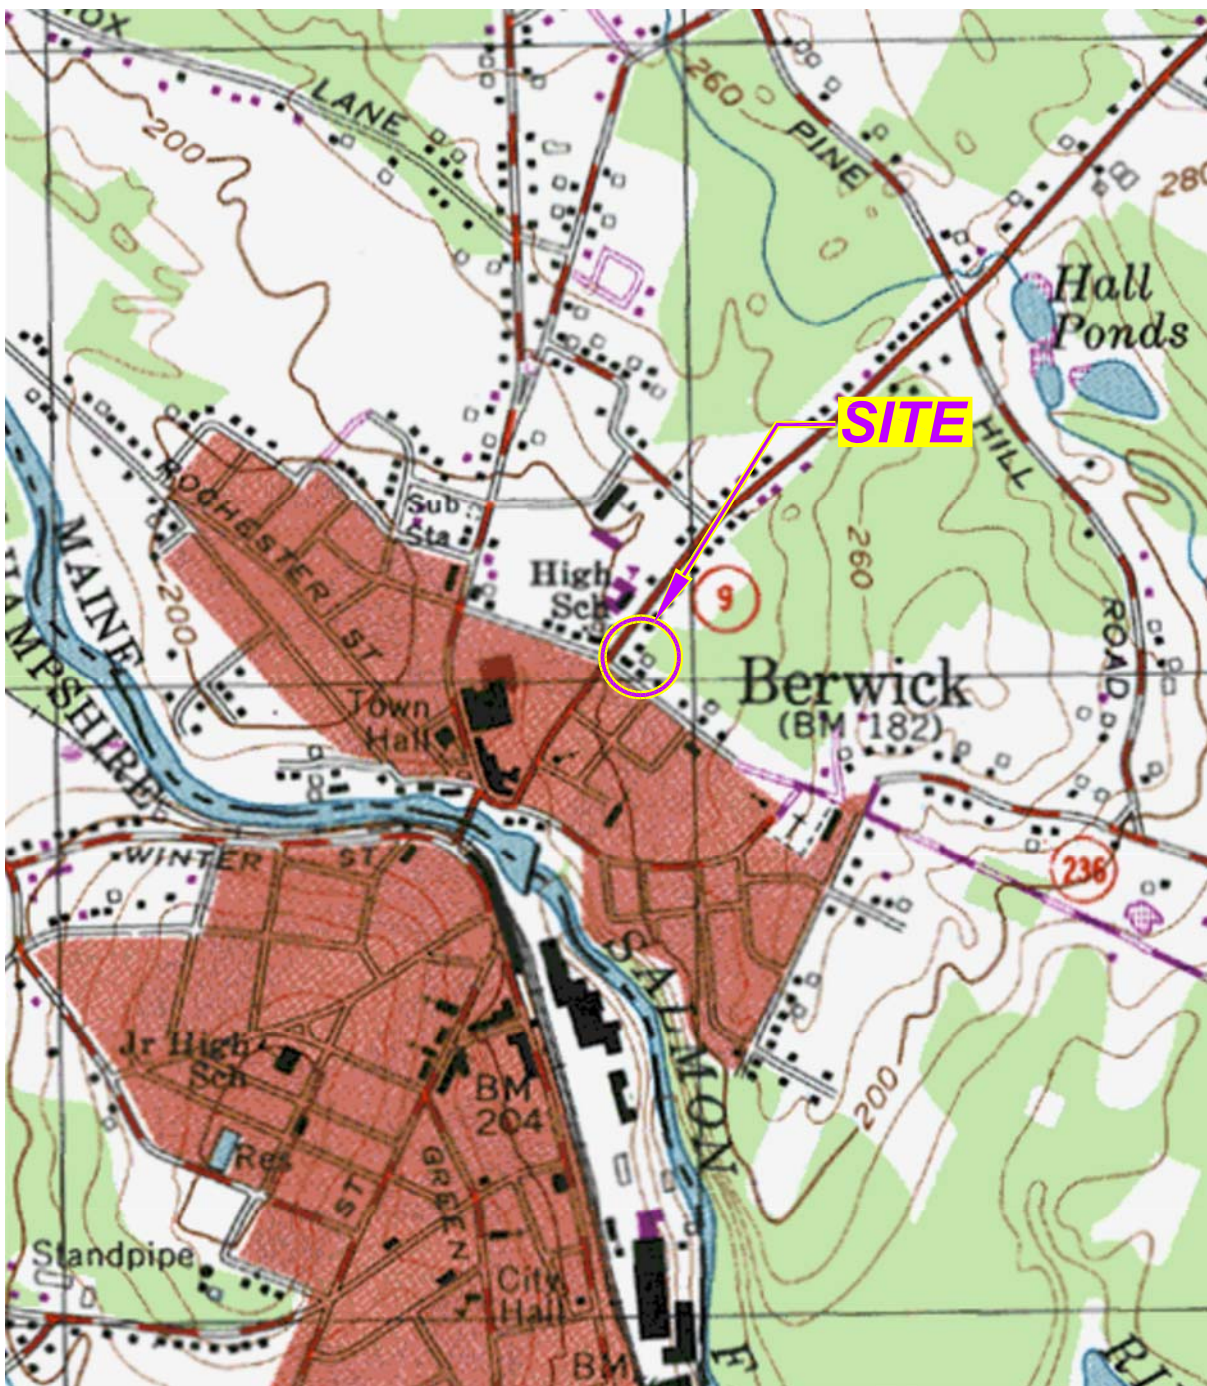 LANE
200
260
PINE
280
Hall
Ponds
SITE
HILL
ROCHESTER
ST
Sub
Sta
MAINE
High
Sch
9
260
ROAD
200
Berwick
(BM 182)
Town
Hall
WINTER ST
236
SALMON
Jr High
Sch
BM
204
200
Res
ST
GREEN
Standpipe
City
Hall
BM